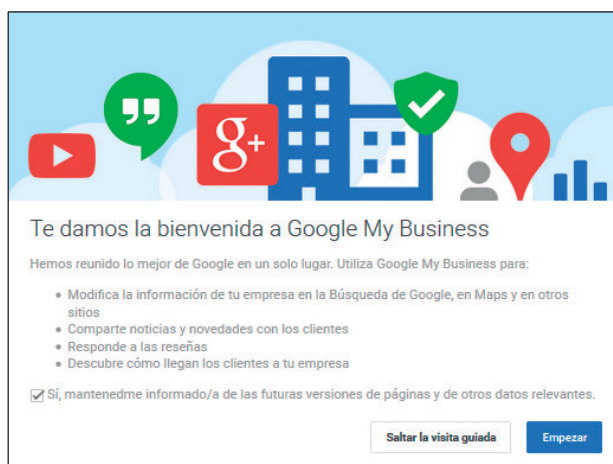 g+
Te damos la bienvenida a Google My Business
Hemos reunido lo mejor de Google en un solo lugar. Utiliza Google My Business para:
• Modifica la información de tu empresa en la Búsqueda de Google, en Maps y en otros
sitios
• Comparte noticias y novedades con los clientes
• Responde a las reseñas
• Descubre cómo llegan los clientes a tu empresa
Sí, mantenedme informado/a de las futuras versiones de páginas y de otros datos relevantes.
Saltar la visita guiada Empezar